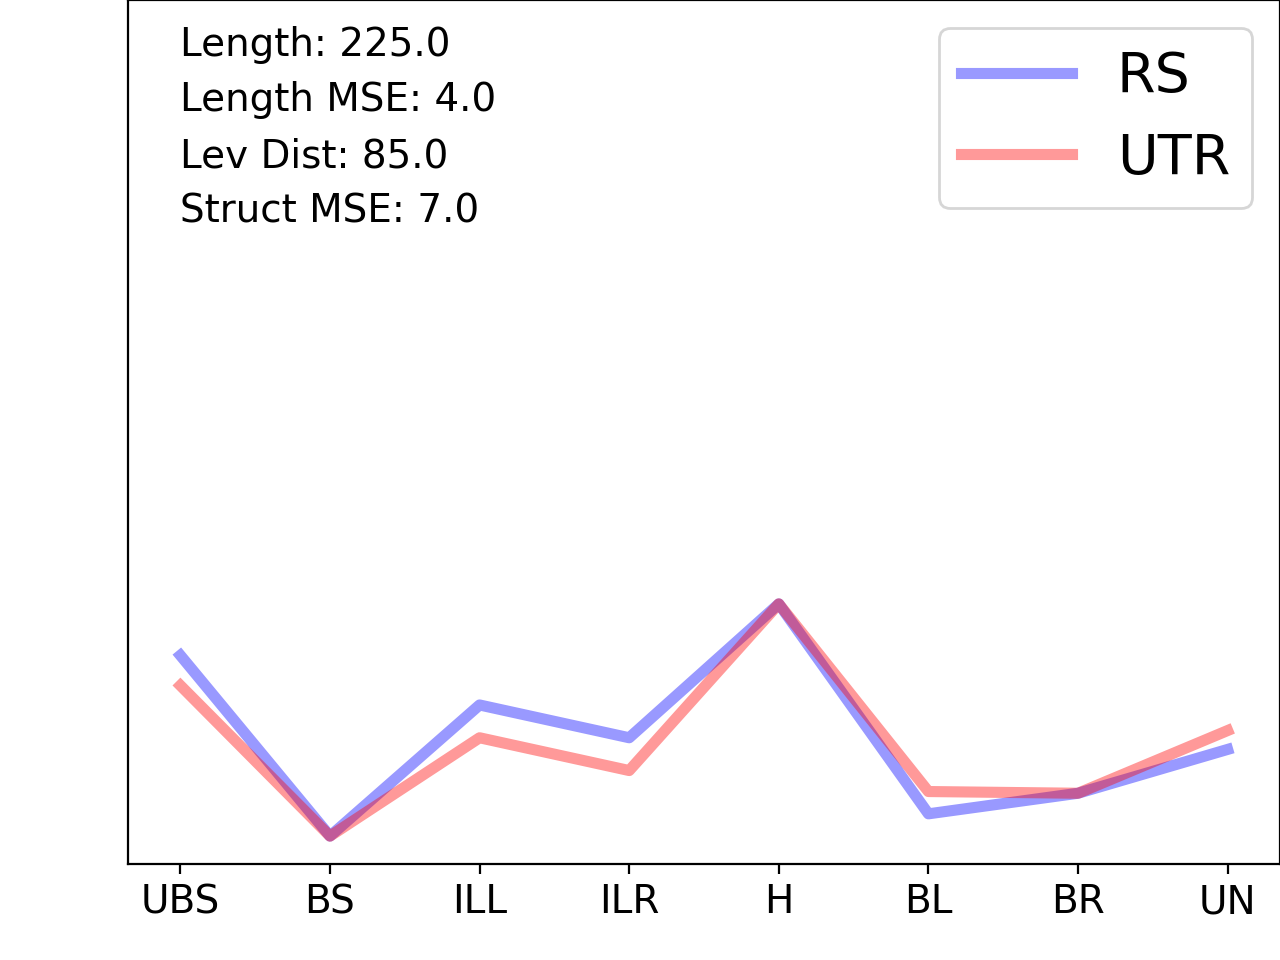 Length: 225.0
Length MSE: 4.0
Lev Dist: 85.0
Struct MSE: 7.0
RS
UTR
UBS BS ILL ILR H BL BR UN